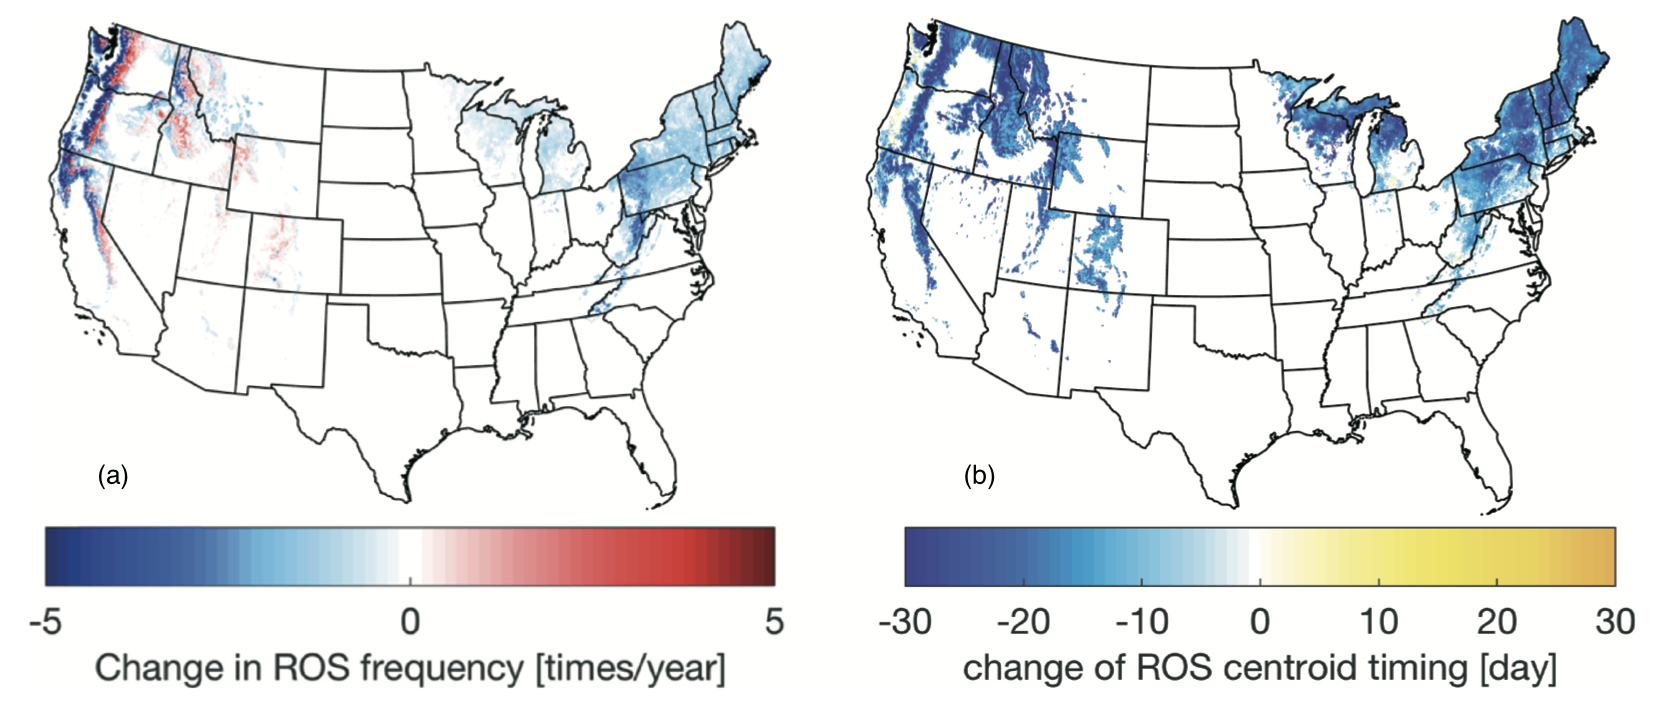 (a)
(b)
-5 0 5
-30 -20 -10 0 10 20 30
Change in ROS frequency [times/year]
change of ROS centroid timing [day]